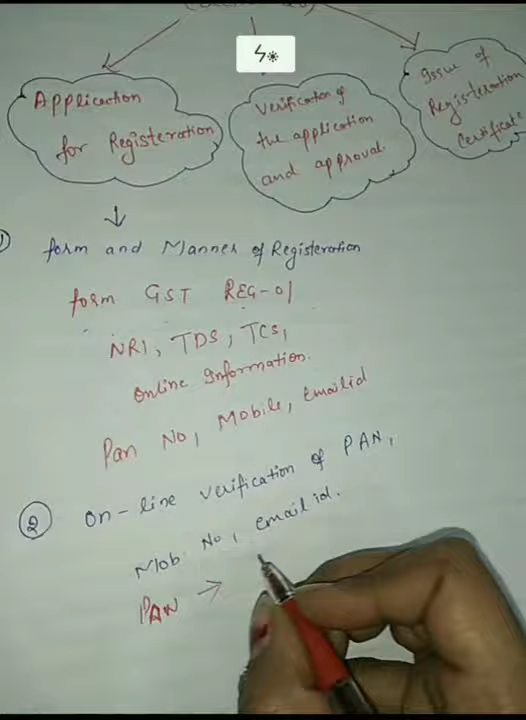 Application
for Registeration
Verification of
the application
and approval.
Issue of
Registeration
Certificate
form and Manner of Registeration
form GST REG-01
NRI, TDS, TCS,
Online Information.
Pan No, Mobile, emailid
② On-line verification of PAN,
Mob No, email id.
PAN →